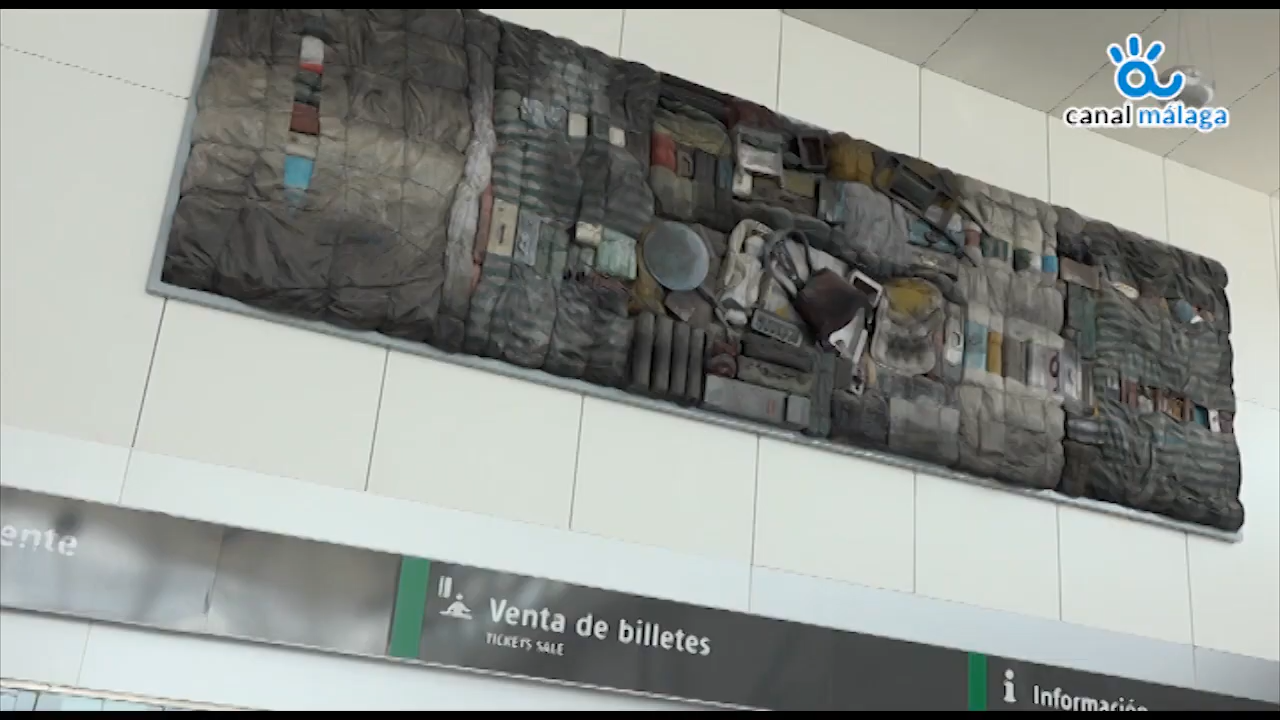 canal málaga
ente
Venta de billetes
TICKETS SALE
i Información